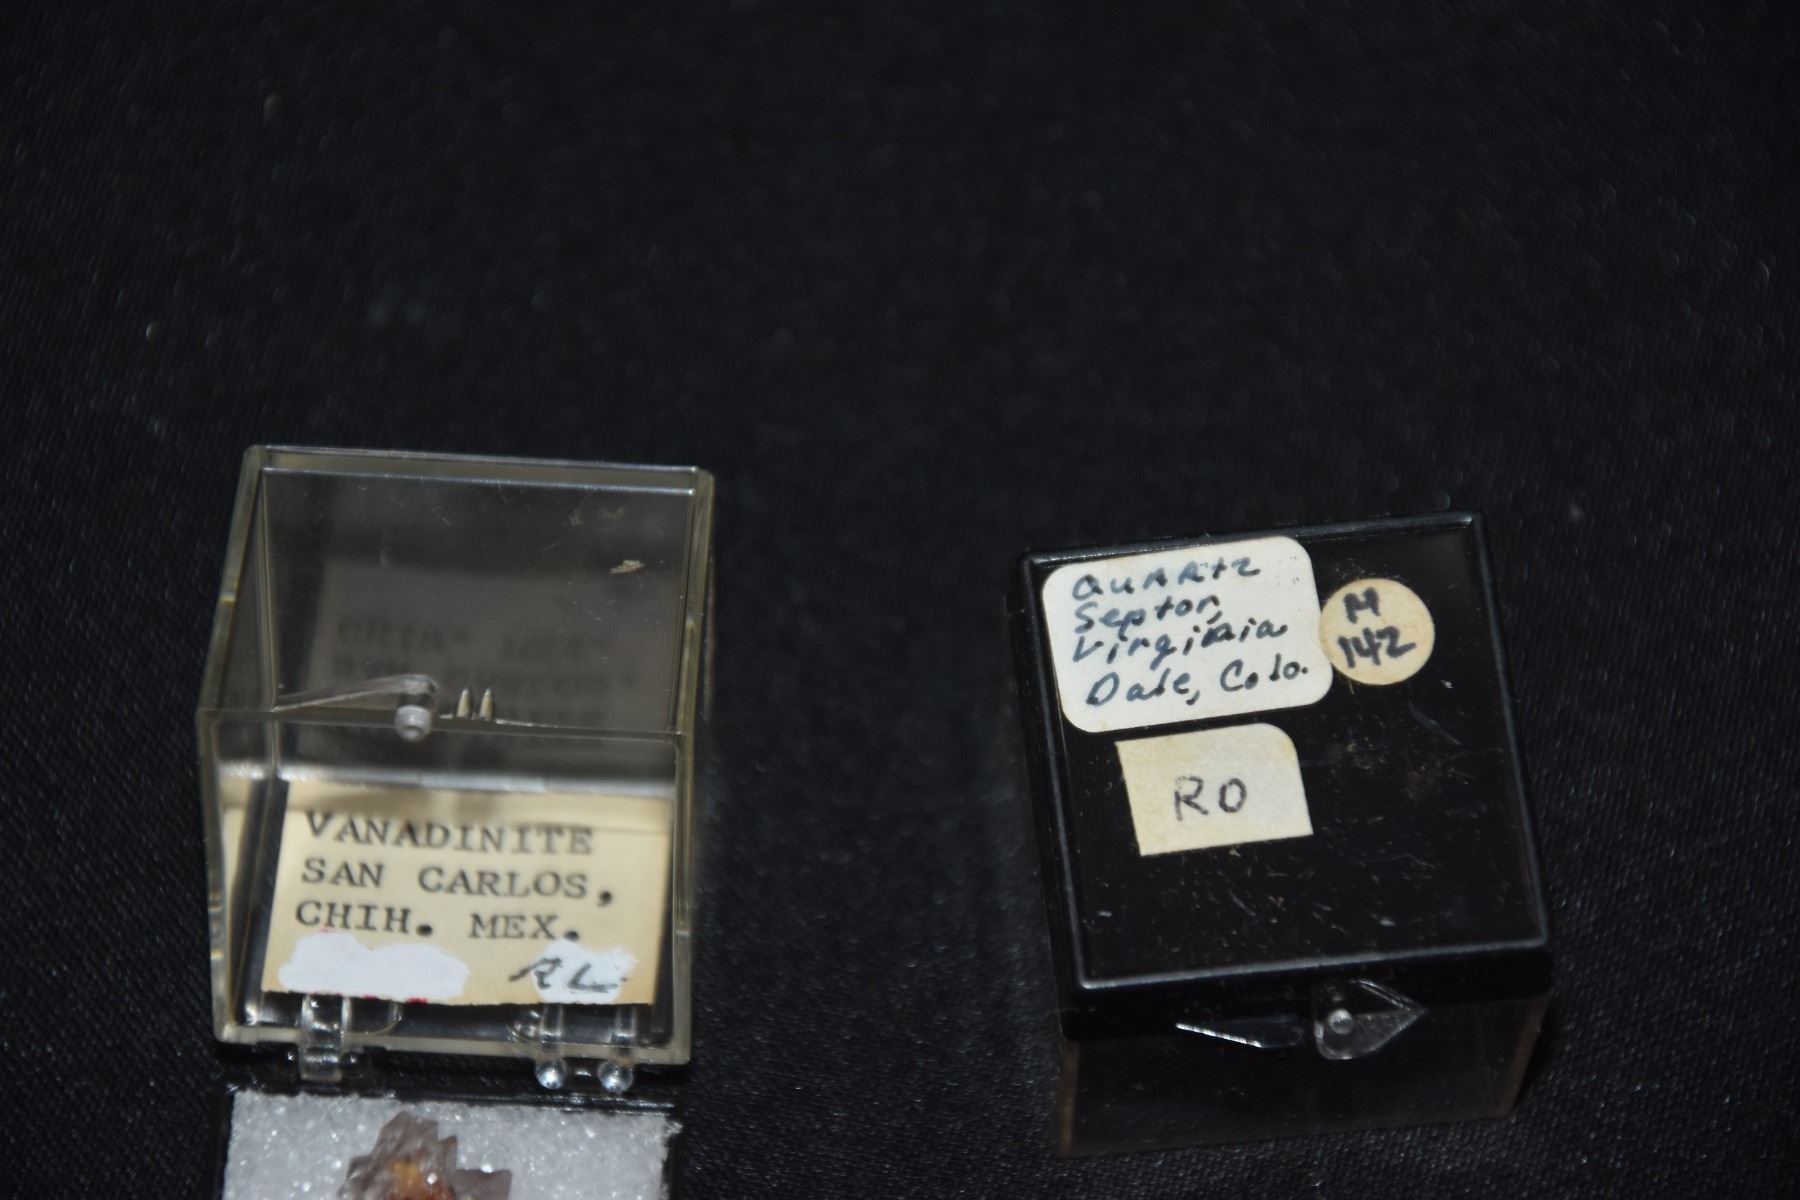 VANADINITE
SAN CARLOS,
CHIH. MEX.
RL
QUARTZ
Septor,
Virginia
Dale, Colo.
M
142
RO